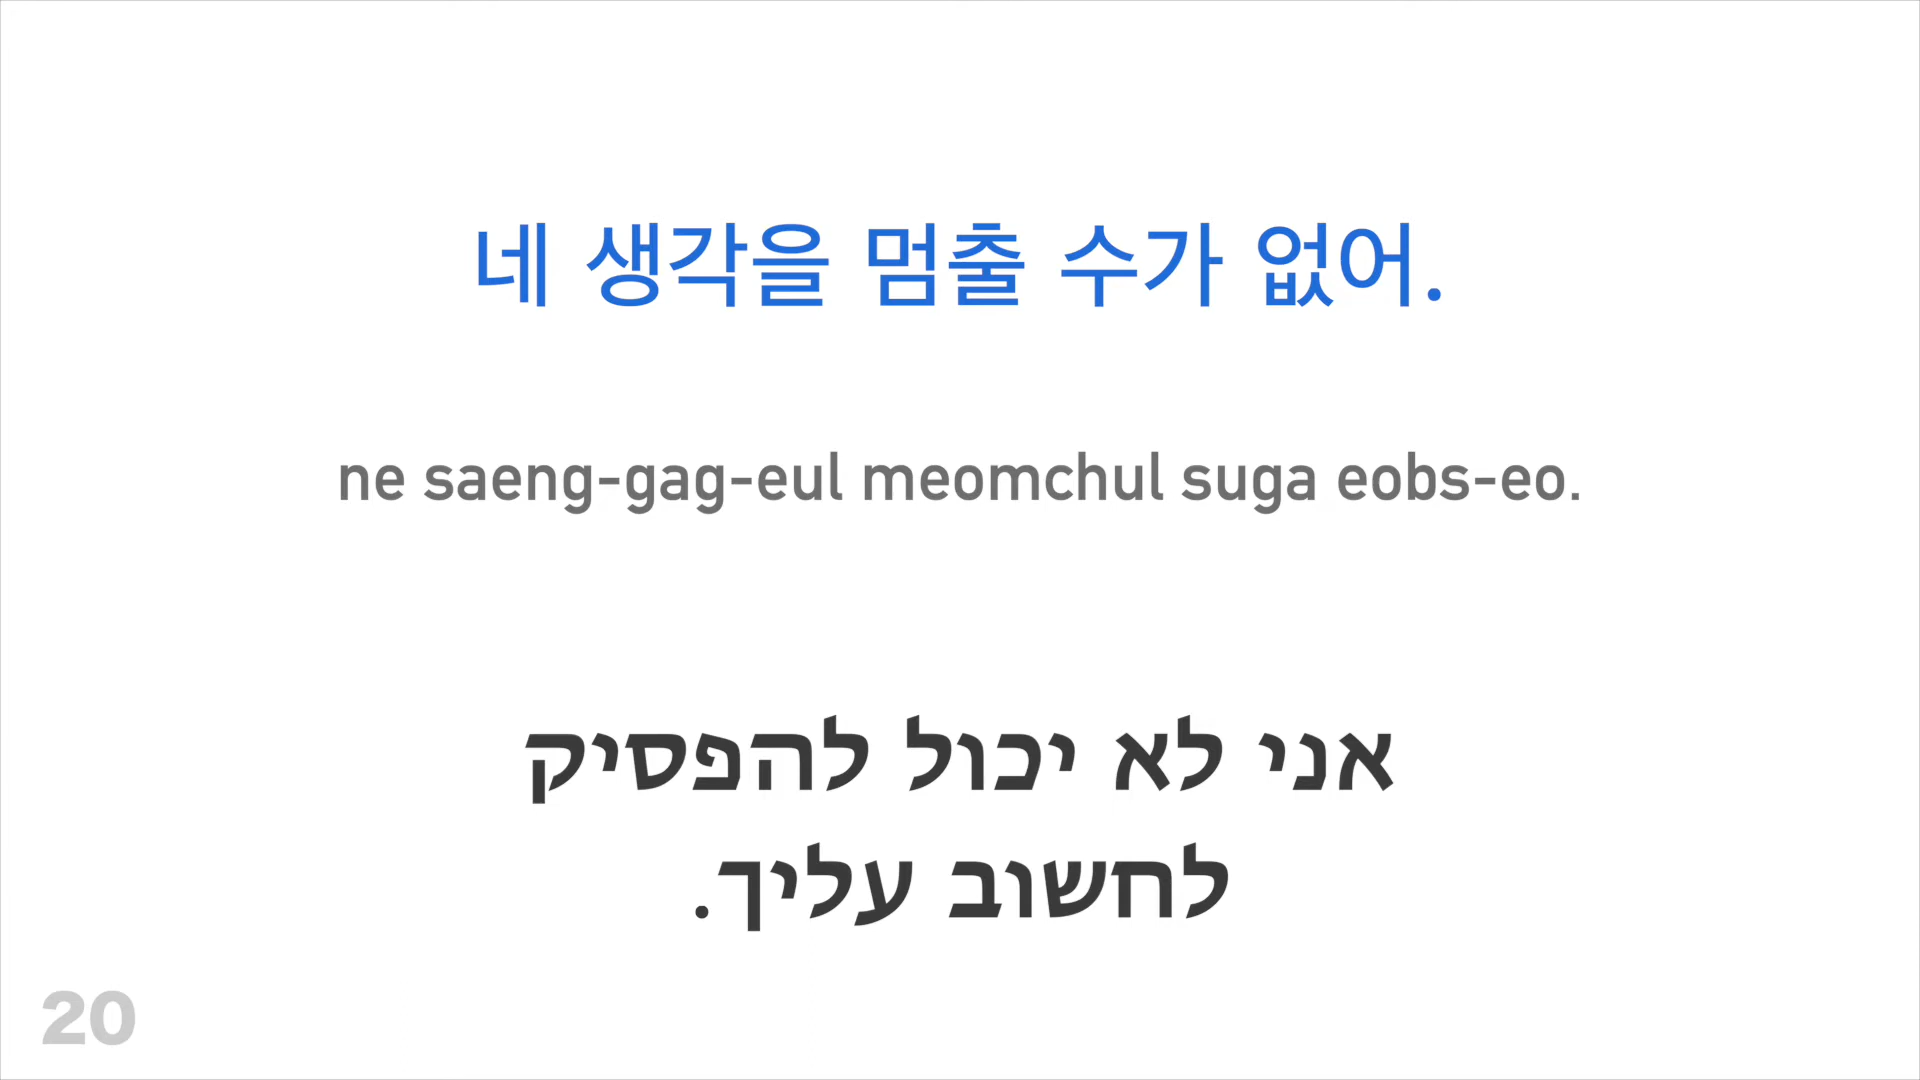 네 생각을 멈출 수가 없어.
ne saeng-gag-eul meomchul suga eobs-eo.
אני לא יכול להפסיק
לחשוב עליך.
20